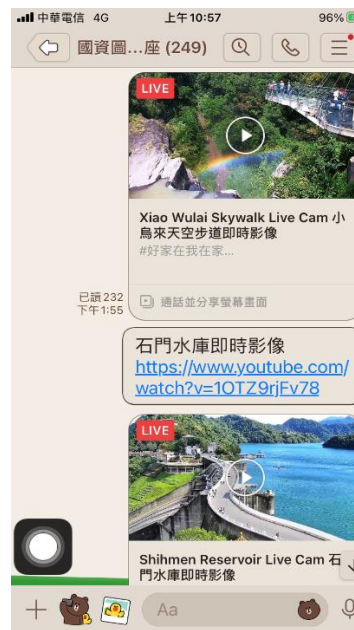 中華電信 4G 上午10:57 96%
國資圖...座 (249)
LIVE
Xiao Wulai Skywalk Live Cam 小
烏來天空步道即時影像
#好家在我在家...
已讀 232
下午 1:55
通話並分享螢幕畫面
石門水庫即時影像
https://www.youtube.com/
watch?v=1OTZ9rjFv78
LIVE
Shihmen Reservoir Live Cam 石
門水庫即時影像
Aa